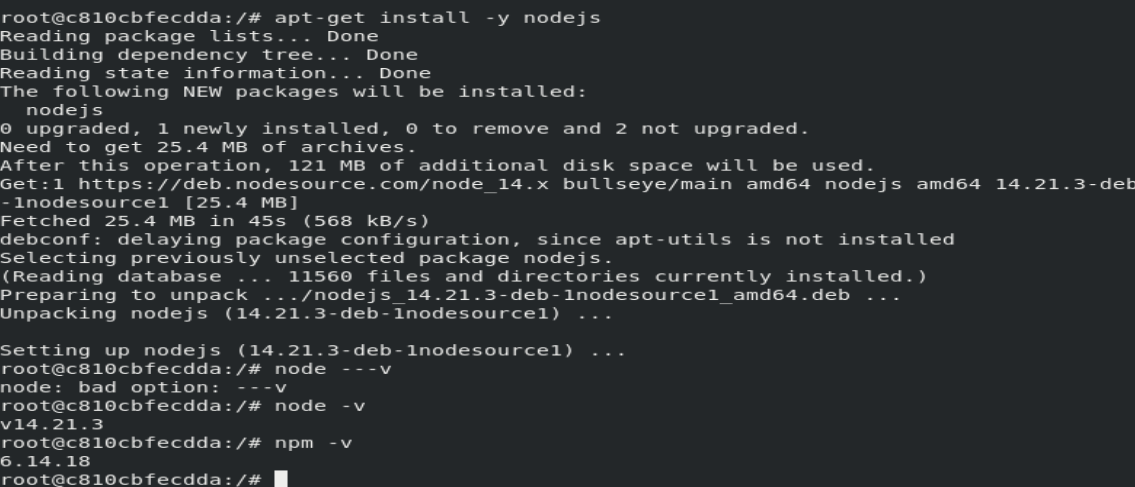 root@c810cbfecdda:/# apt-get install -y nodejs
Reading package lists... Done
Building dependency tree... Done
Reading state information... Done
The following NEW packages will be installed:
  nodejs
0 upgraded, 1 newly installed, 0 to remove and 2 not upgraded.
Need to get 25.4 MB of archives.
After this operation, 121 MB of additional disk space will be used.
Get:1 https://deb.nodesource.com/node_14.x bullseye/main amd64 nodejs amd64 14.21.3-deb
-1nodesource1 [25.4 MB]
Fetched 25.4 MB in 45s (568 kB/s)
debconf: delaying package configuration, since apt-utils is not installed
Selecting previously unselected package nodejs.
(Reading database ... 11560 files and directories currently installed.)
Preparing to unpack .../nodejs_14.21.3-deb-1nodesource1_amd64.deb ...
Unpacking nodejs (14.21.3-deb-1nodesource1) ...
Setting up nodejs (14.21.3-deb-1nodesource1) ...
root@c810cbfecdda:/# node ---v
node: bad option: ---v
root@c810cbfecdda:/# node -v
v14.21.3
root@c810cbfecdda:/# npm -v
6.14.18
root@c810cbfecdda:/#